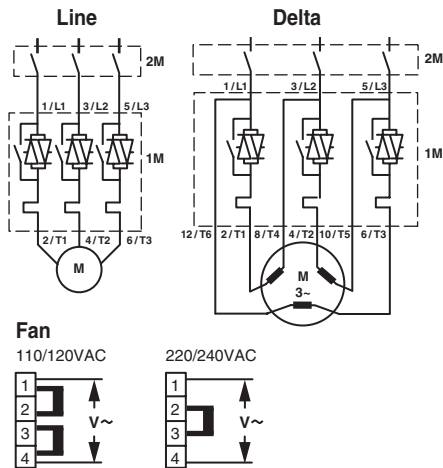 Line
Delta
2M
2M
1/L1 3/L2 5/L3
1/L1 3/L2 5/L3
1M
1M
2/T1 4/T2 6/T3
12/T6 2/T1 8/T4 4/T2 10/T5 6/T3
M
M
3~
Fan
110/120VAC
220/240VAC
1
2
3
4
V~
1
2
3
4
V~